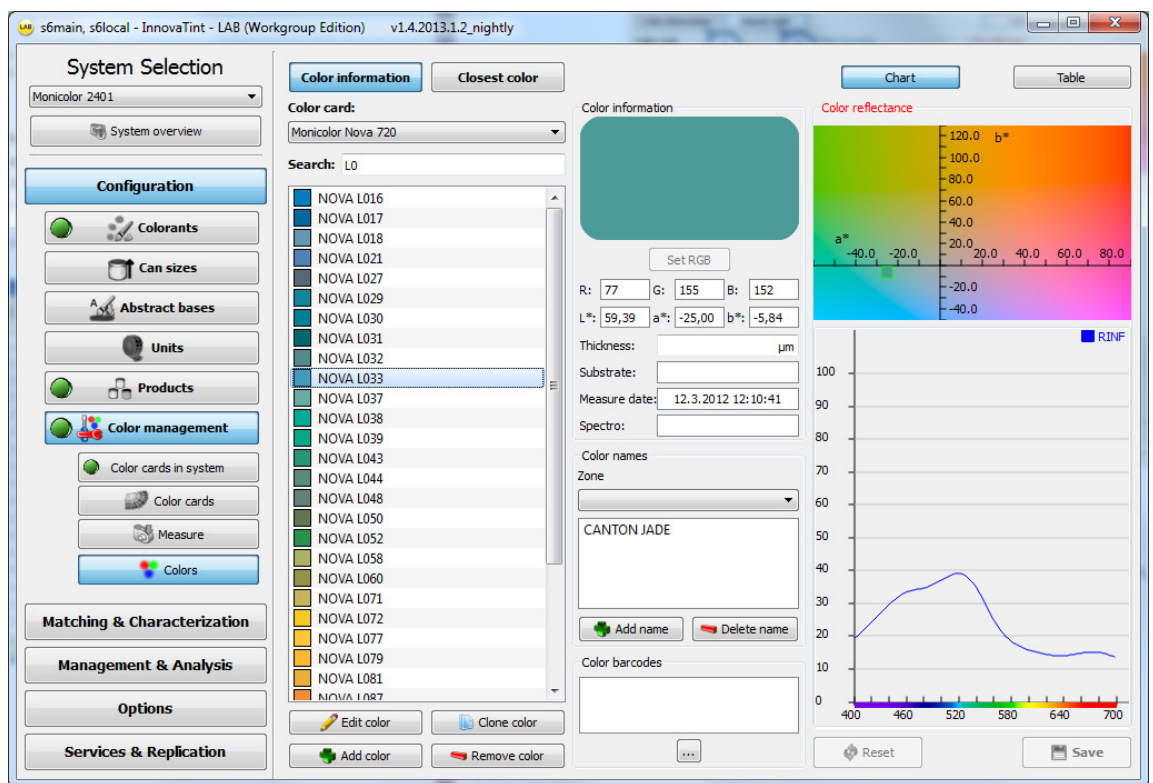 LAB
s6main, s6local - InnovaTint - LAB (Workgroup Edition) v1.4.2013.1.2_nightly
System Selection
Monicolor 2401
System overview
Configuration
Colorants
Can sizes
A
Abstract bases
Units
Products
Color management
Color cards in system
Color cards
Measure
Colors
Matching & Characterization
Management & Analysis
Options
Services & Replication
Color information
Closest color
Color card:
Monicolor Nova 720
Search: L0
NOVA L016
NOVA L017
NOVA L018
NOVA L021
NOVA L027
NOVA L029
NOVA L030
NOVA L031
NOVA L032
NOVA L033
NOVA L037
NOVA L038
NOVA L039
NOVA L043
NOVA L044
NOVA L048
NOVA L050
NOVA L052
NOVA L058
NOVA L060
NOVA L071
NOVA L072
NOVA L077
NOVA L079
NOVA L081
NOVA L087
Edit color
Clone color
Add color
Remove color
Color information
Set RGB
R: 77 G: 155 B: 152
L*: 59,39 a*: -25,00 b*: -5,84
Thickness: µm
Substrate:
Measure date: 12.3.2012 12:10:41
Spectro:
Color names
Zone
CANTON JADE
Add name
Delete name
Color barcodes
...
Chart
Table
Color reflectance
120.0 b*
100.0
80.0
60.0
40.0
20.0
a*
-40.0 -20.0 20.0 40.0 60.0 80.0
-20.0
-40.0
RINF
100
90
80
70
60
50
40
30
20
10
0
400 460 520 580 640 700
Reset
Save